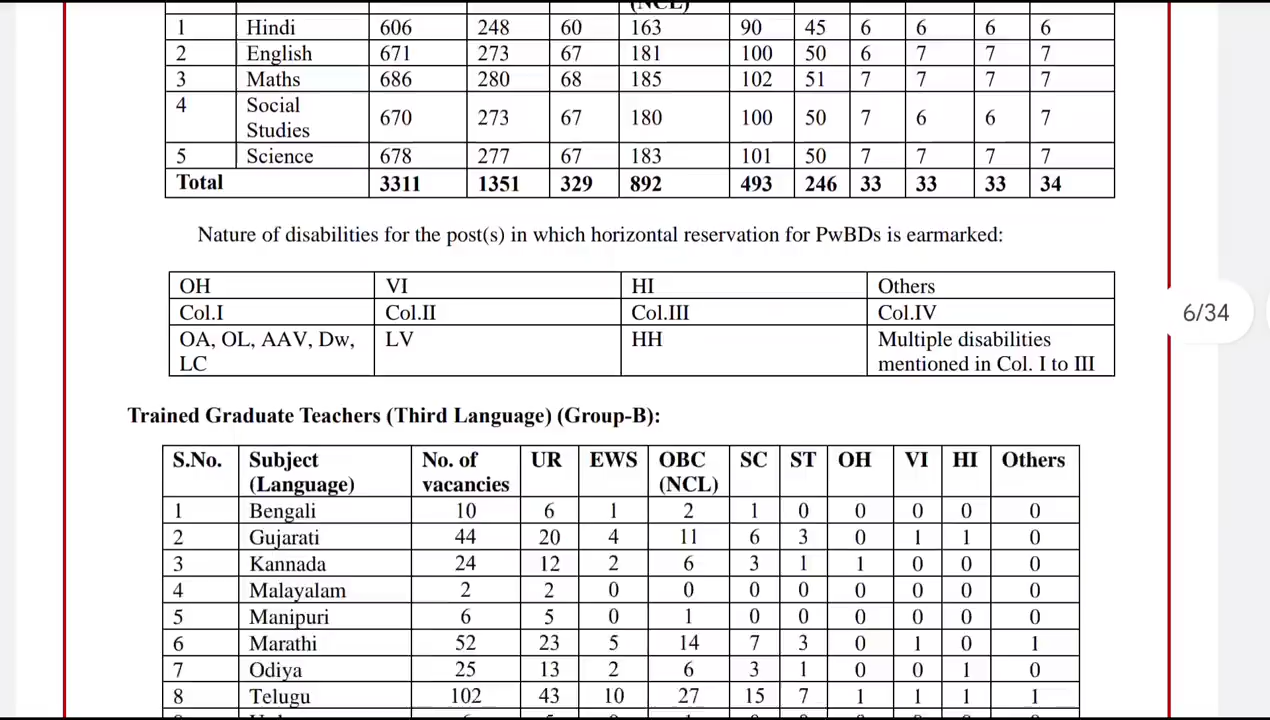 (NCL)
1 Hindi 606 248 60 163 90 45 6 6 6 6
2 English 671 273 67 181 100 50 6 7 7 7
3 Maths 686 280 68 185 102 51 7 7 7 7
4 Social Studies 670 273 67 180 100 50 7 6 6 7
5 Science 678 277 67 183 101 50 7 7 7 7
Total 3311 1351 329 892 493 246 33 33 33 34
Nature of disabilities for the post(s) in which horizontal reservation for PwBDs is earmarked:
OH VI HI Others
Col.I Col.II Col.III Col.IV
OA, OL, AAV, Dw, LV HH Multiple disabilities
LC mentioned in Col. I to III
6/34
Trained Graduate Teachers (Third Language) (Group-B):
S.No. Subject No. of UR EWS OBC SC ST OH VI HI Others
(Language) vacancies (NCL)
1 Bengali 10 6 1 2 1 0 0 0 0 0
2 Gujarati 44 20 4 11 6 3 0 1 1 0
3 Kannada 24 12 2 6 3 1 1 0 0 0
4 Malayalam 2 2 0 0 0 0 0 0 0 0
5 Manipuri 6 5 0 1 0 0 0 0 0 0
6 Marathi 52 23 5 14 7 3 0 1 0 1
7 Odiya 25 13 2 6 3 1 0 0 1 0
8 Telugu 102 43 10 27 15 7 1 1 1 1